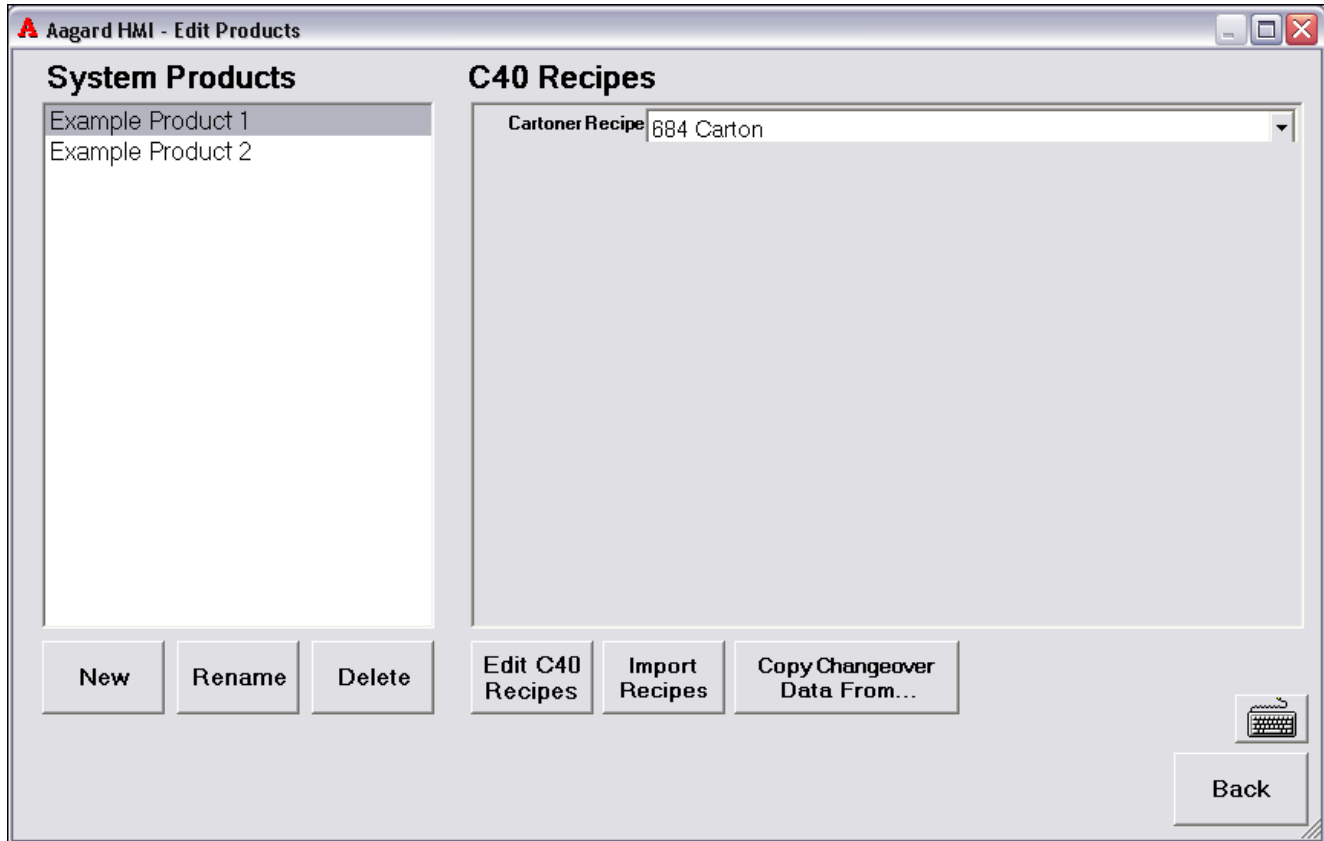 Aagard HMI - Edit Products
System Products
C40 Recipes
Example Product 1
Example Product 2
Cartoner Recipe
684 Carton
New
Rename
Delete
Edit C40
Recipes
Import
Recipes
Copy Changeover
Data From...
Back